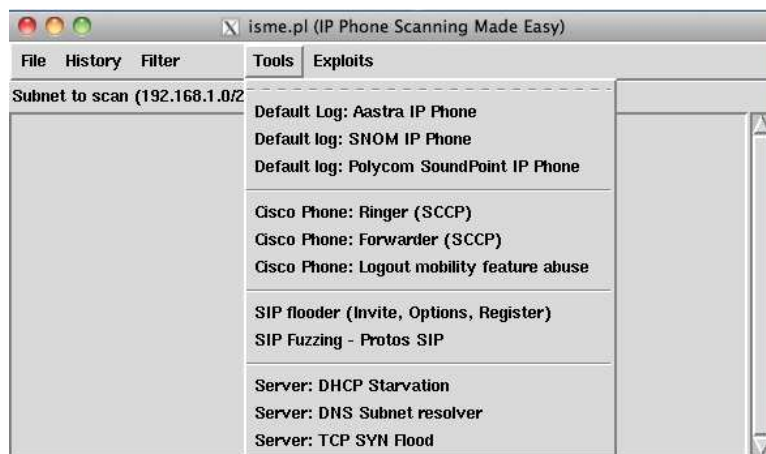 isme.pl (IP Phone Scanning Made Easy)
File History Filter Tools Exploits
Subnet to scan (192.168.1.0/2
Default Log: Aastra IP Phone
Default log: SNOM IP Phone
Default log: Polycom SoundPoint IP Phone
Cisco Phone: Ringer (SCCP)
Cisco Phone: Forwarder (SCCP)
Cisco Phone: Logout mobility feature abuse
SIP flooder (Invite, Options, Register)
SIP Fuzzing - Protos SIP
Server: DHCP Starvation
Server: DNS Subnet resolver
Server: TCP SYN Flood